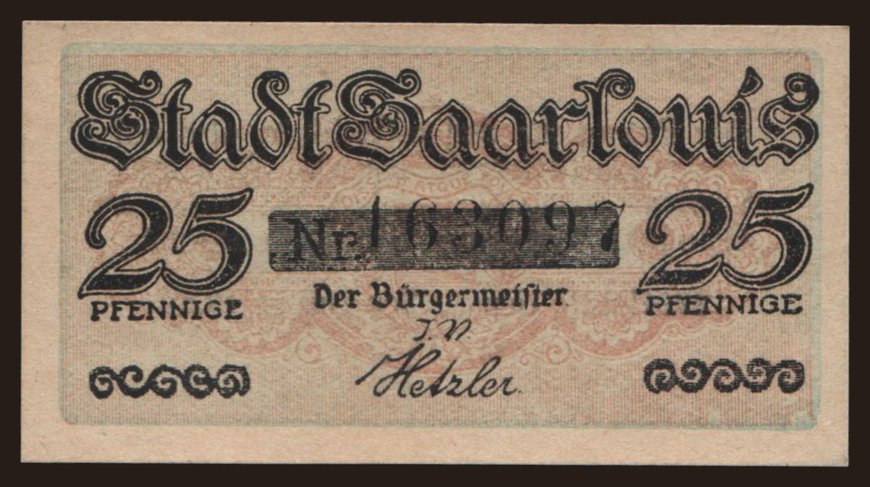 Stadt Saarlouis
25 Nr. 163097 25
PFENNIGE Der Bürgermeister PFENNIGE
I.V.
Hetzler.